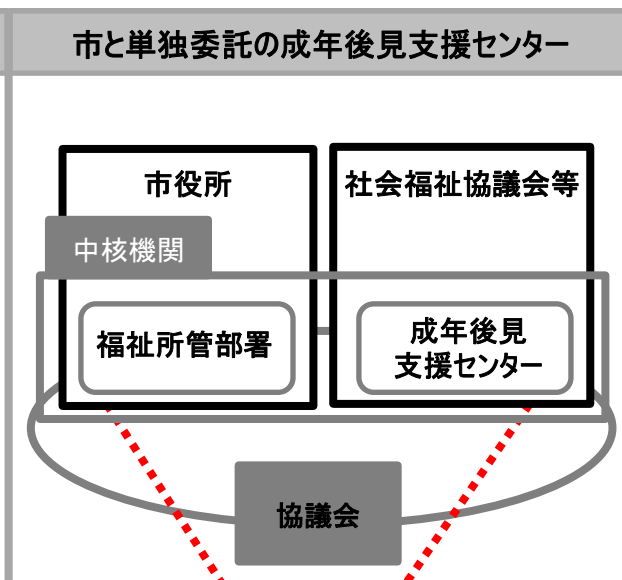 市と単独委託の成年後見支援センター
市役所
社会福祉協議会等
中核機関
福祉所管部署
成年後見
支援センター
協議会